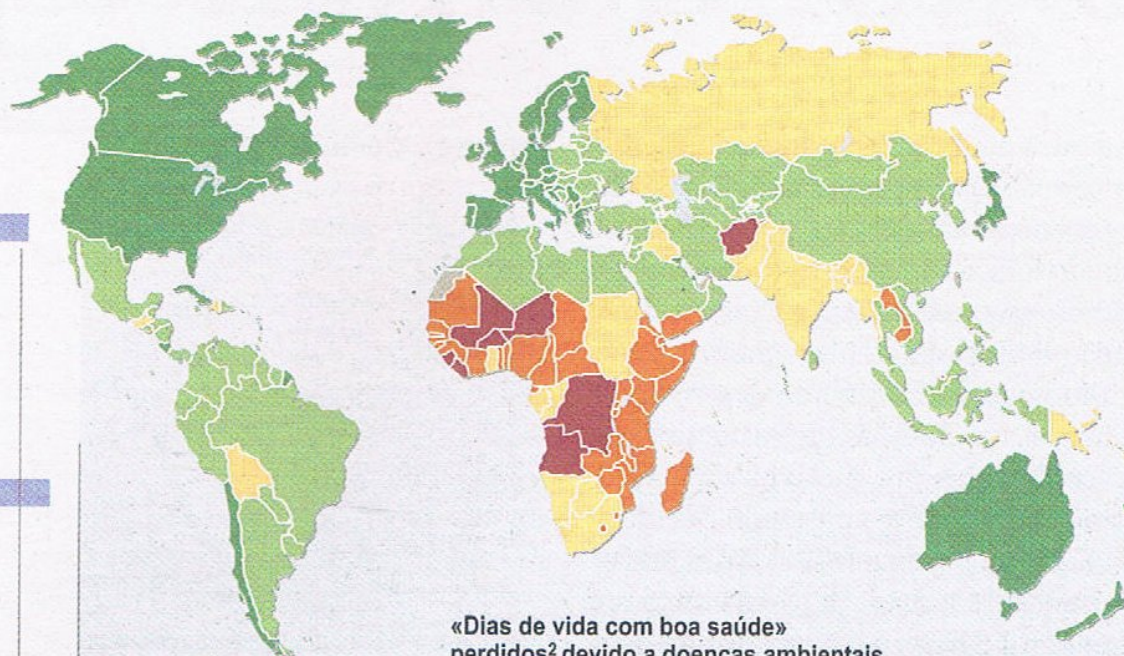 «Dias de vida com boa saúde»
perdidos² devido a doenças ambientais